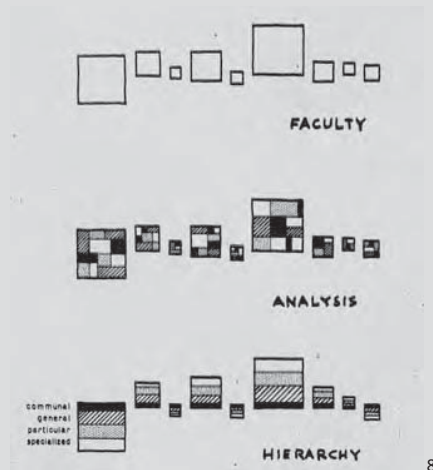 FACULTY
ANALYSIS
communal
general
particular
specialized
HIERARCHY
8